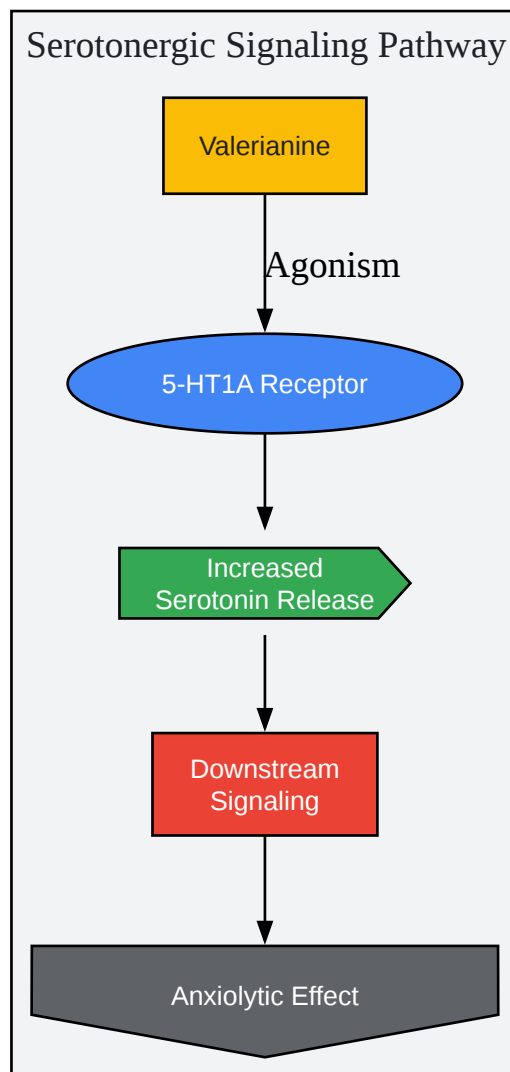 Serotonergic Signaling Pathway
Valerianine
Agonism
5-HT1A Receptor
Increased
Serotonin Release
Downstream
Signaling
Anxiolytic Effect